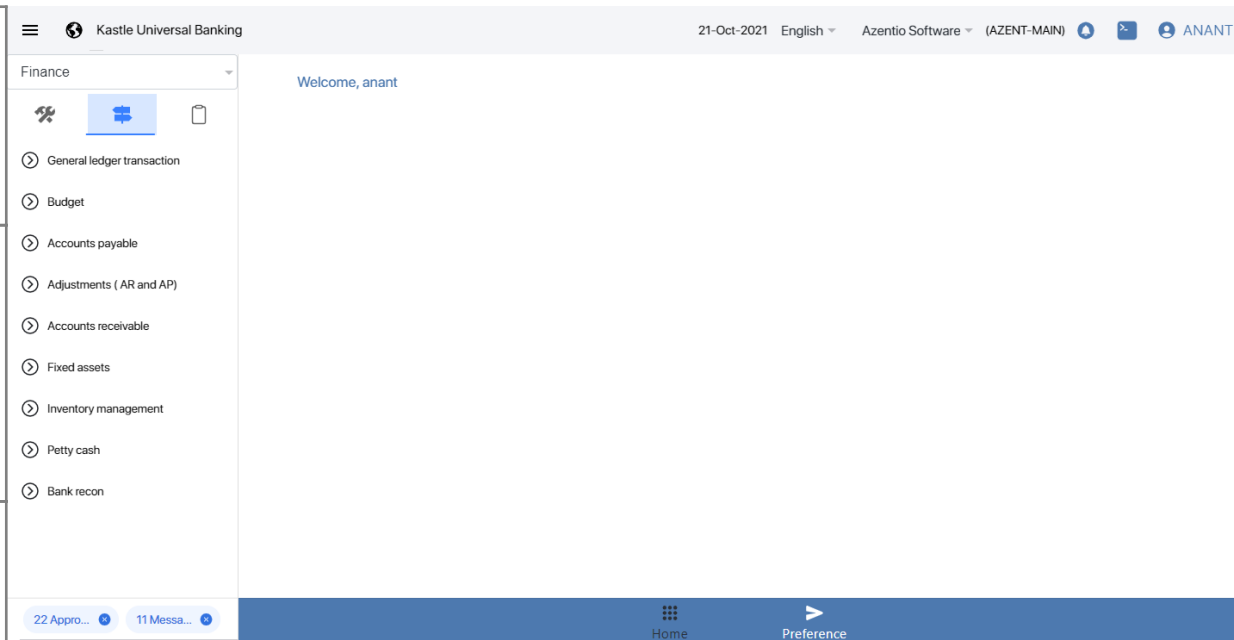 Kastle Universal Banking 21-Oct-2021 English Azentio Software (AZENT-MAIN) ANANT
Finance
Welcome, anant
General ledger transaction
Budget
Accounts payable
Adjustments ( AR and AP)
Accounts receivable
Fixed assets
Inventory management
Petty cash
Bank recon
22 Appro... 11 Messa...
Home Preference